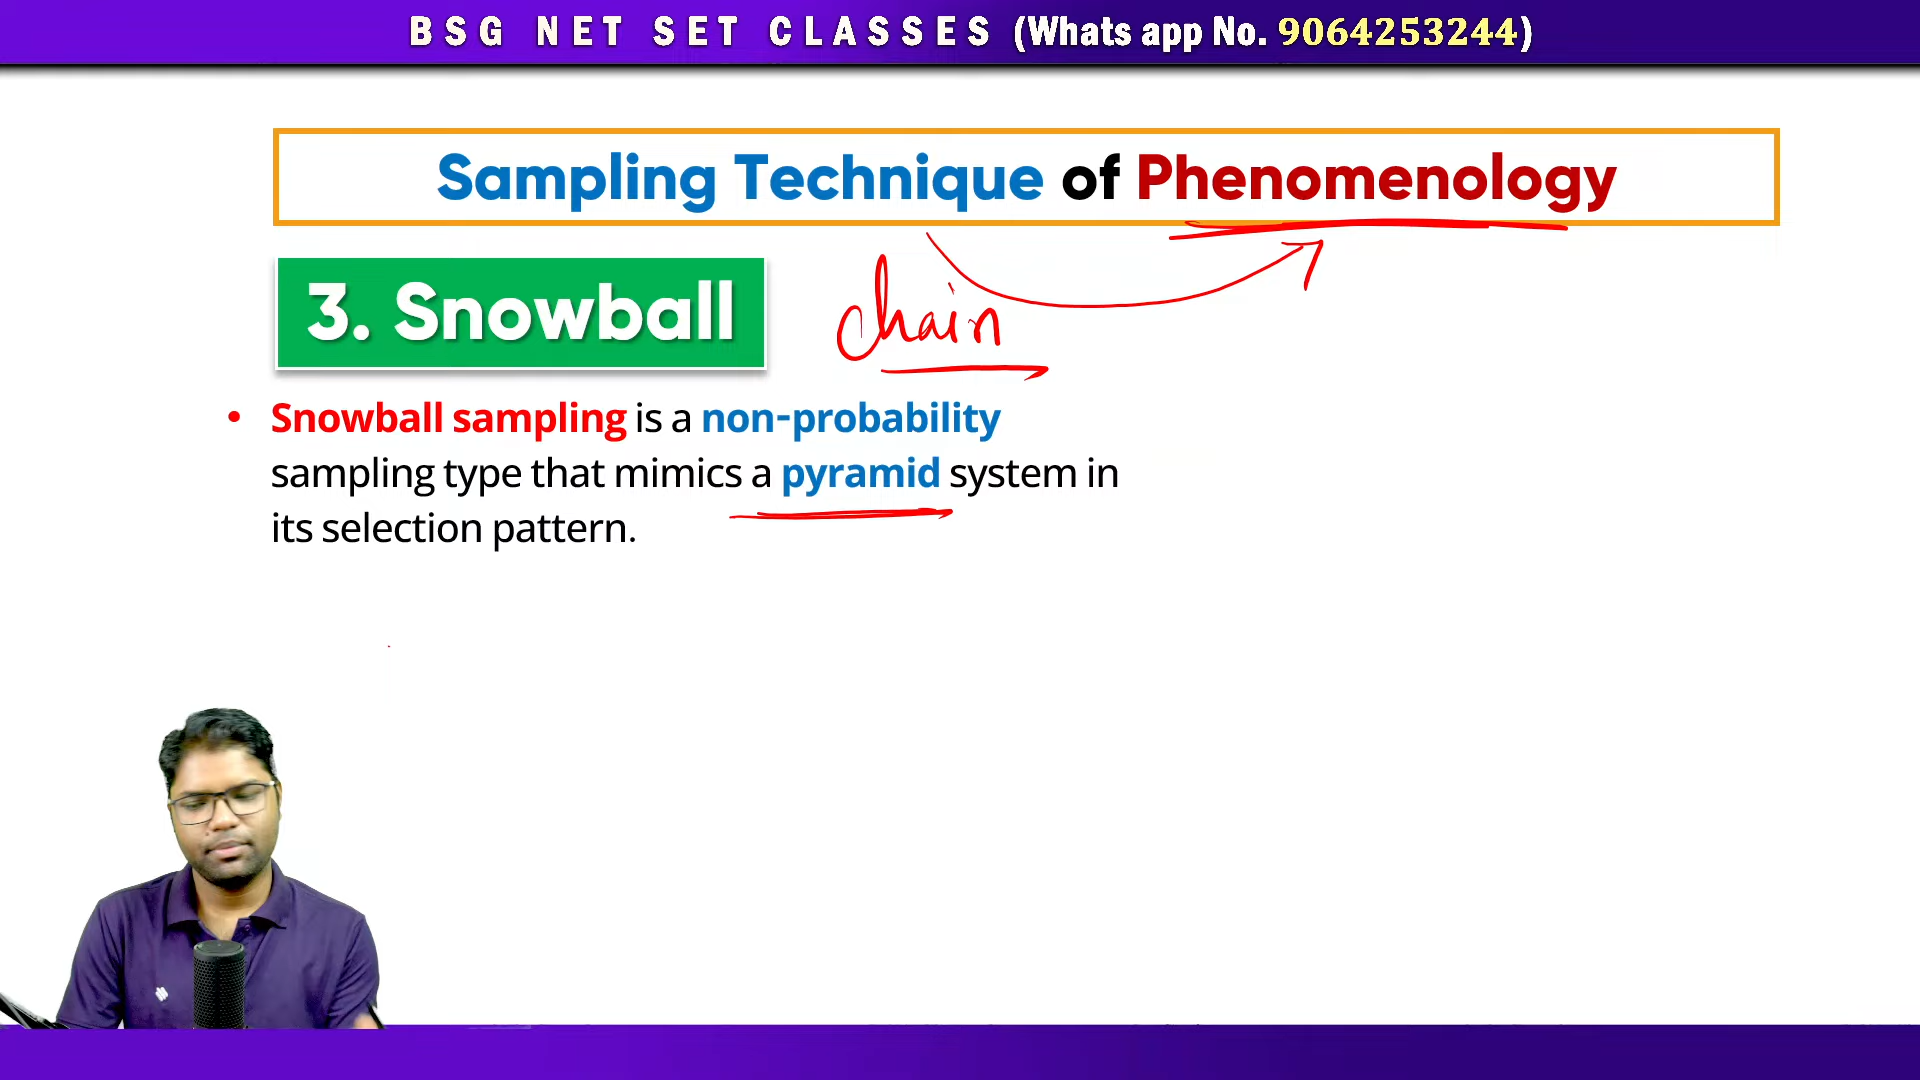 BSG NET SET CLASSES (Whats app No. 9064253244)
Sampling Technique of Phenomenology
3. Snowball
chain
• Snowball sampling is a non-probability
sampling type that mimics a pyramid system in
its selection pattern.